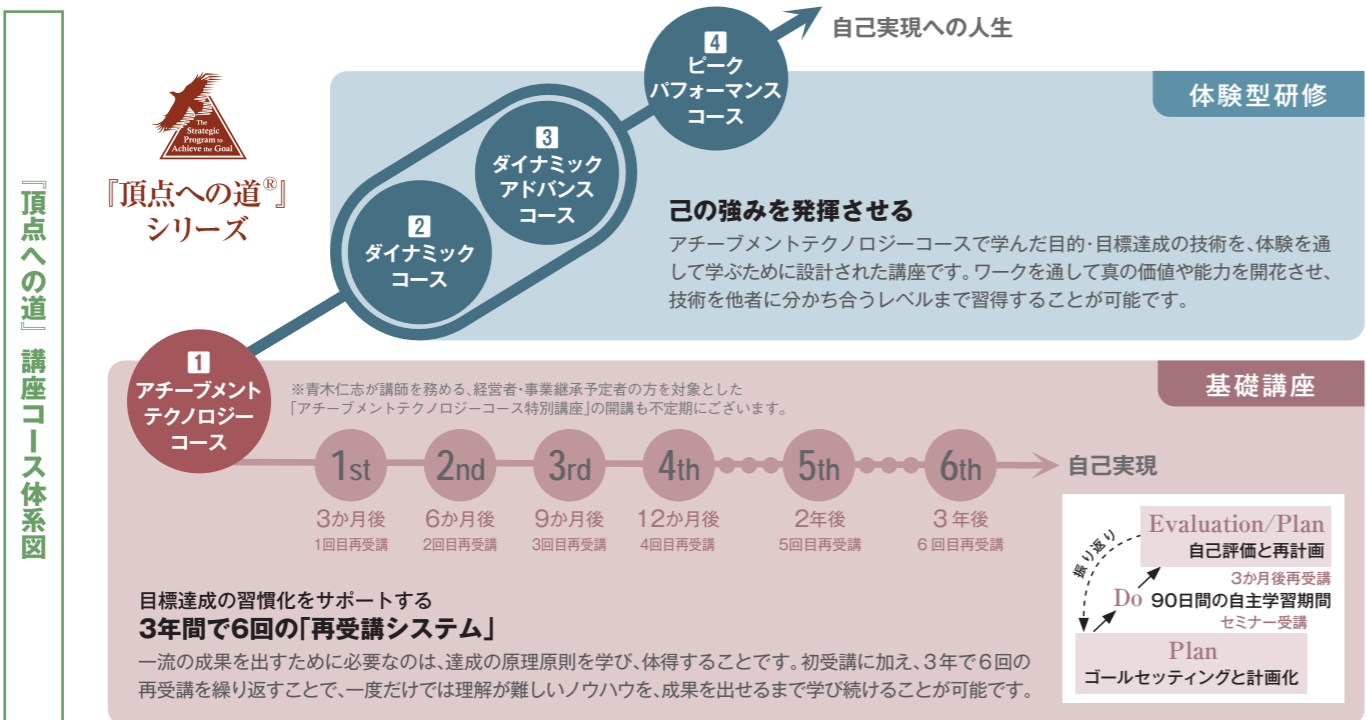 『頂点への道』講座コース体系図
The
Strategic
Program to
Achieve the Goal
『頂点への道®』
シリーズ
自己実現への人生
4
ピーク
パフォーマンス
コース
体験型研修
3
ダイナミック
アドバンス
コース
2
ダイナミック
コース
己の強みを発揮させる
アチーブメントテクノロジーコースで学んだ目的・目標達成の技術を、体験を通
して学ぶために設計された講座です。ワークを通して真の価値や能力を開花させ、
技術を他者に分かち合うレベルまで習得することが可能です。
1
アチーブメント
テクノロジー
コース
基礎講座
※青木仁志が講師を務める、経営者・事業継承予定者の方を対象とした
「アチーブメントテクノロジーコース特別講座」の開講も不定期にございます。
1st 2nd 3rd 4th 5th 6th 自己実現
3か月後 6か月後 9か月後 12か月後 2年後 3年後
1回目再受講 2回目再受講 3回目再受講 4回目再受講 5回目再受講 6回目再受講
目標達成の習慣化をサポートする
3年間で6回の「再受講システム」
一流の成果を出すために必要なのは、達成の原理原則を学び、体得することです。初受講に加え、3年で6回の
再受講を繰り返すことで、一度だけでは理解が難しいノウハウを、成果を出せるまで学び続けることが可能です。
Evaluation/Plan
自己評価と再計画
振り返り
3か月後再受講
Do 90日間の自主学習期間
セミナー受講
Plan
ゴールセッティングと計画化